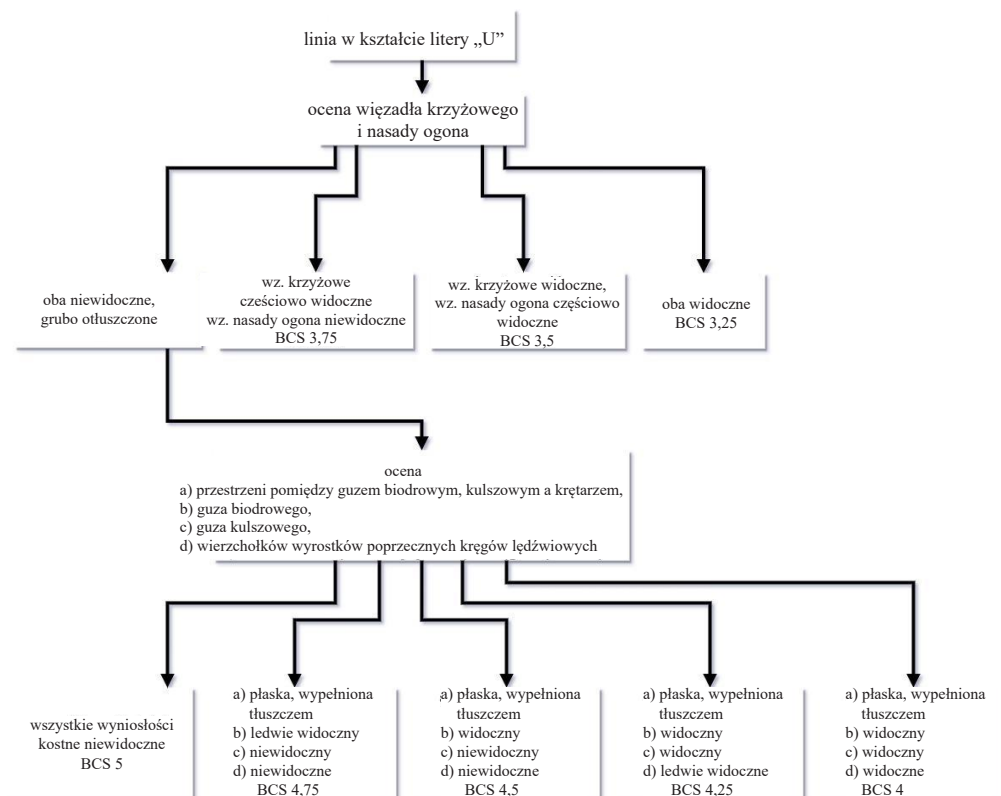 linia w kształcie litery „U”
ocena więzadła krzyżowego
i nasady ogona
oba niewidoczne,
grubo otłuszczone
wz. krzyżowe
cześciowo widoczne
wz. nasady ogona niewidoczne
BCS 3,75
wz. krzyżowe widoczne,
wz. nasady ogona częściowo
widoczne
BCS 3,5
oba widoczne
BCS 3,25
ocena
a) przestrzeni pomiędzy guzem biodrowym, kulszowym a krętarzem,
b) guza biodrowego,
c) guza kulszowego,
d) wierzchołków wyrostków poprzecznych kręgów lędźwiowych
wszystkie wyniosłości
kostne niewidoczne
BCS 5
a) płaska, wypełniona
tłuszczem
b) ledwie widoczny
c) niewidoczny
d) niewidoczne
BCS 4,75
a) płaska, wypełniona
tłuszczem
b) widoczny
c) niewidoczny
d) niewidoczne
BCS 4,5
a) płaska, wypełniona
tłuszczem
b) widoczny
c) widoczny
d) ledwie widoczne
BCS 4,25
a) płaska, wypełniona
tłuszczem
b) widoczny
c) widoczny
d) widoczne
BCS 4